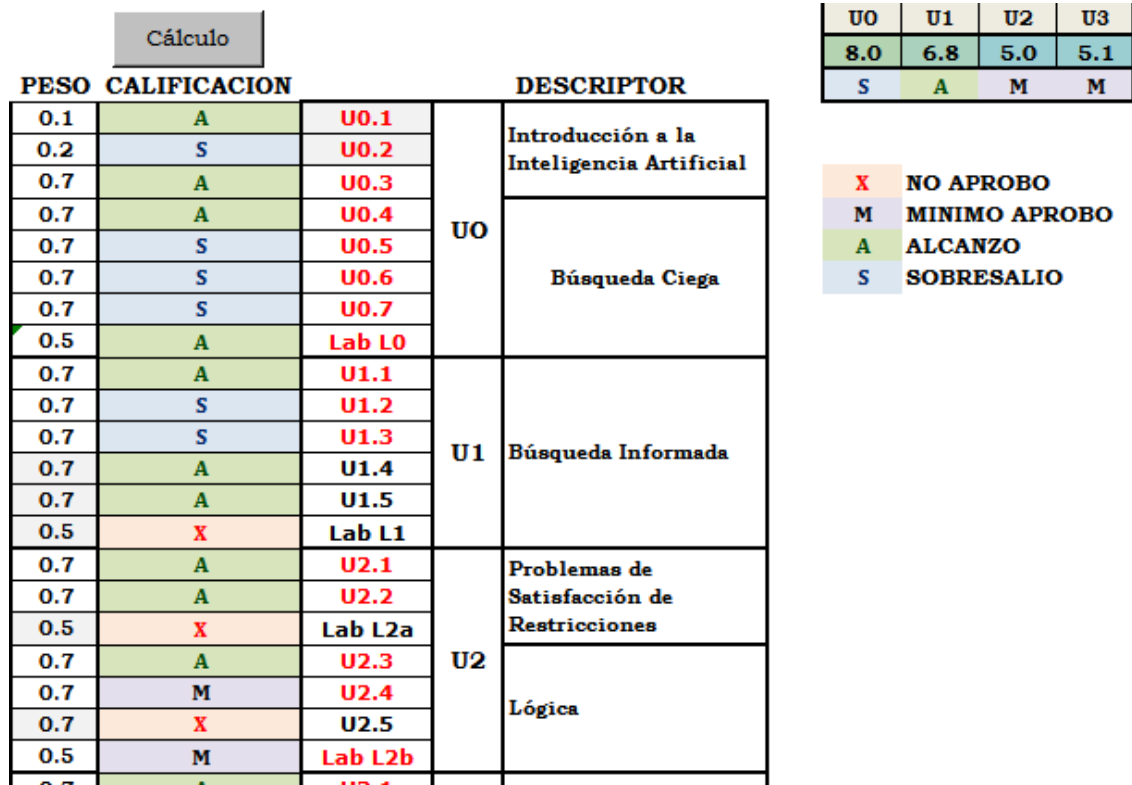 Cálculo
U0 U1 U2 U3
8.0 6.8 5.0 5.1
S A M M
PESO CALIFICACION DESCRIPTOR
0.1 A U0.1
0.2 S U0.2
0.7 A U0.3
Introducción a la
Inteligencia Artificial
0.7 A U0.4
0.7 S U0.5
0.7 S U0.6
0.7 S U0.7
0.5 A Lab L0
U0
Búsqueda Ciega
0.7 A U1.1
0.7 S U1.2
0.7 S U1.3
0.7 A U1.4
0.7 A U1.5
0.5 X Lab L1
U1
Búsqueda Informada
0.7 A U2.1
0.7 A U2.2
0.5 X Lab L2a
Problemas de
Satisfacción de
Restricciones
0.7 A U2.3
0.7 M U2.4
0.7 X U2.5
0.5 M Lab L2b
U2
Lógica
X NO APROBO
M MINIMO APROBO
A ALCANZO
S SOBRESALIO